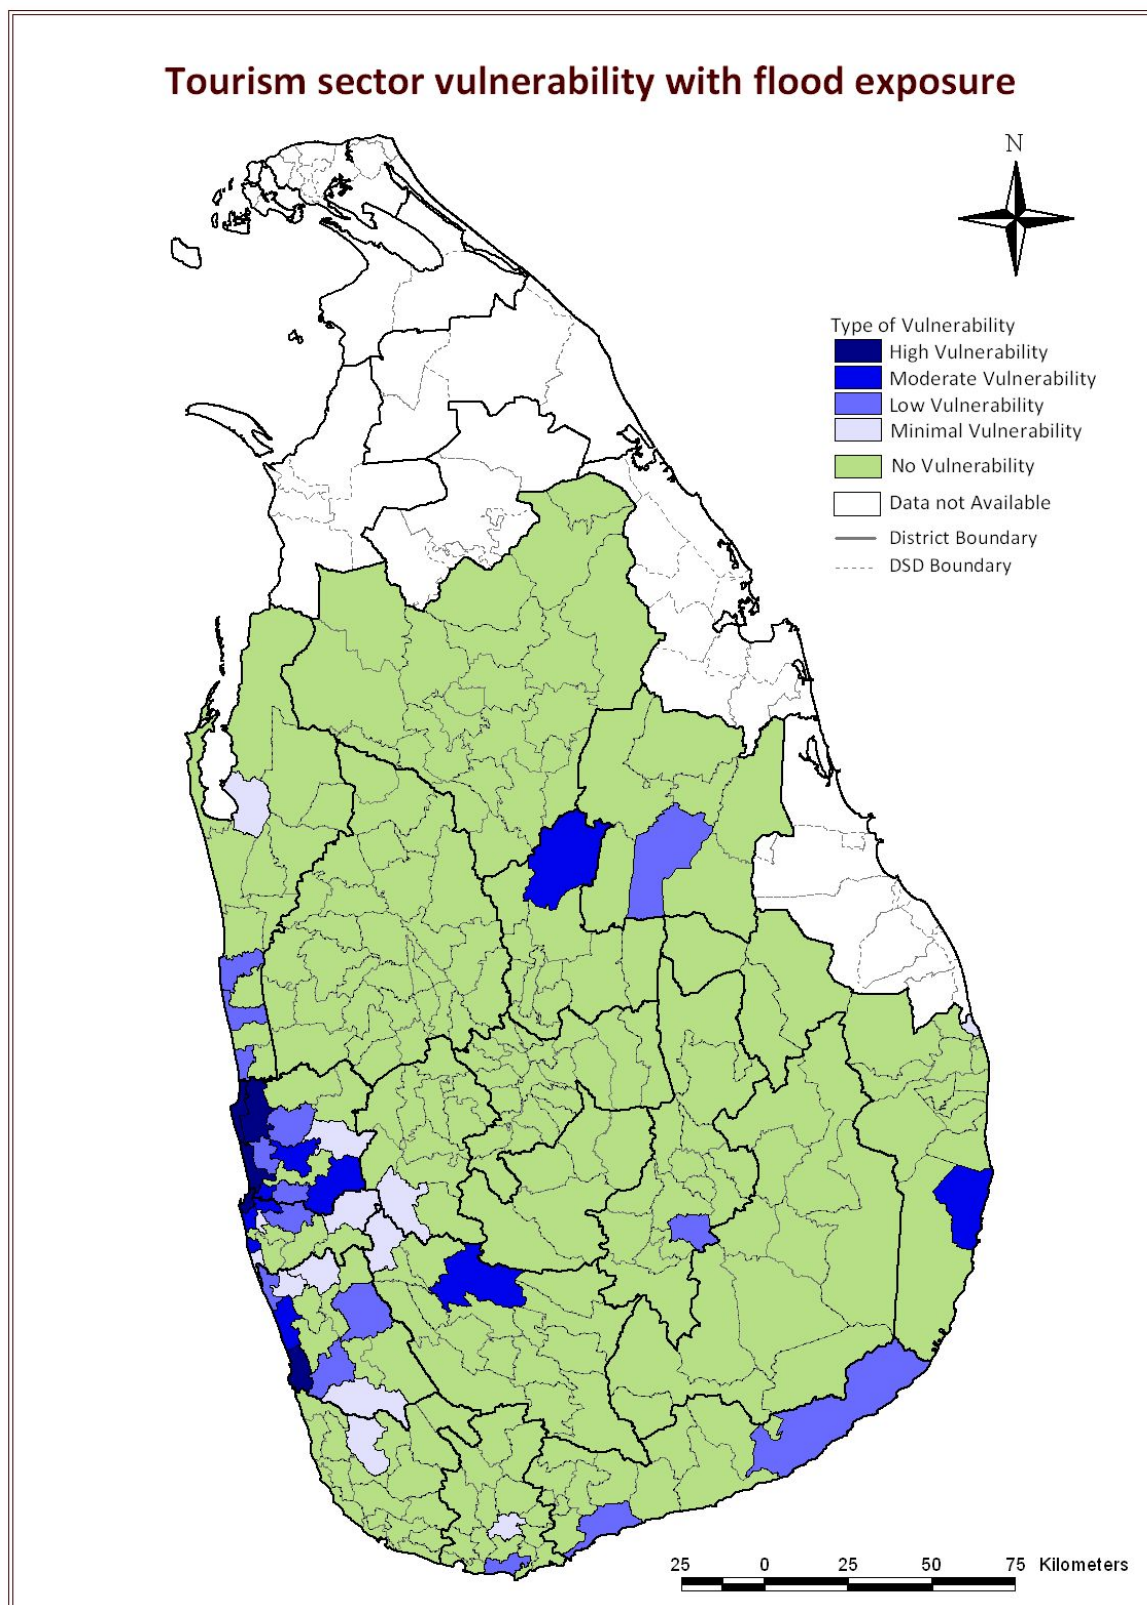 Tourism sector vulnerability with flood exposure
N
Type of Vulnerability
High Vulnerability
Moderate Vulnerability
Low Vulnerability
Minimal Vulnerability
No Vulnerability
Data not Available
District Boundary
DSD Boundary
25 0 25 50 75 Kilometers